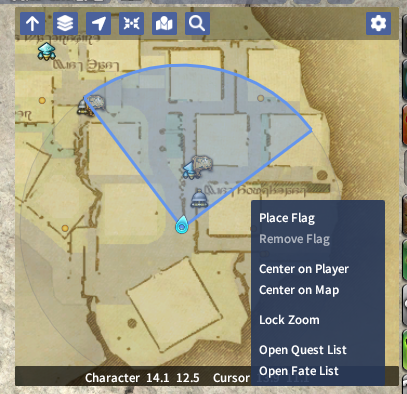 Place Flag
Remove Flag
Center on Player
Center on Map
Lock Zoom
Open Quest List
Open Fate List
Character 14.1 12.5 Cursor